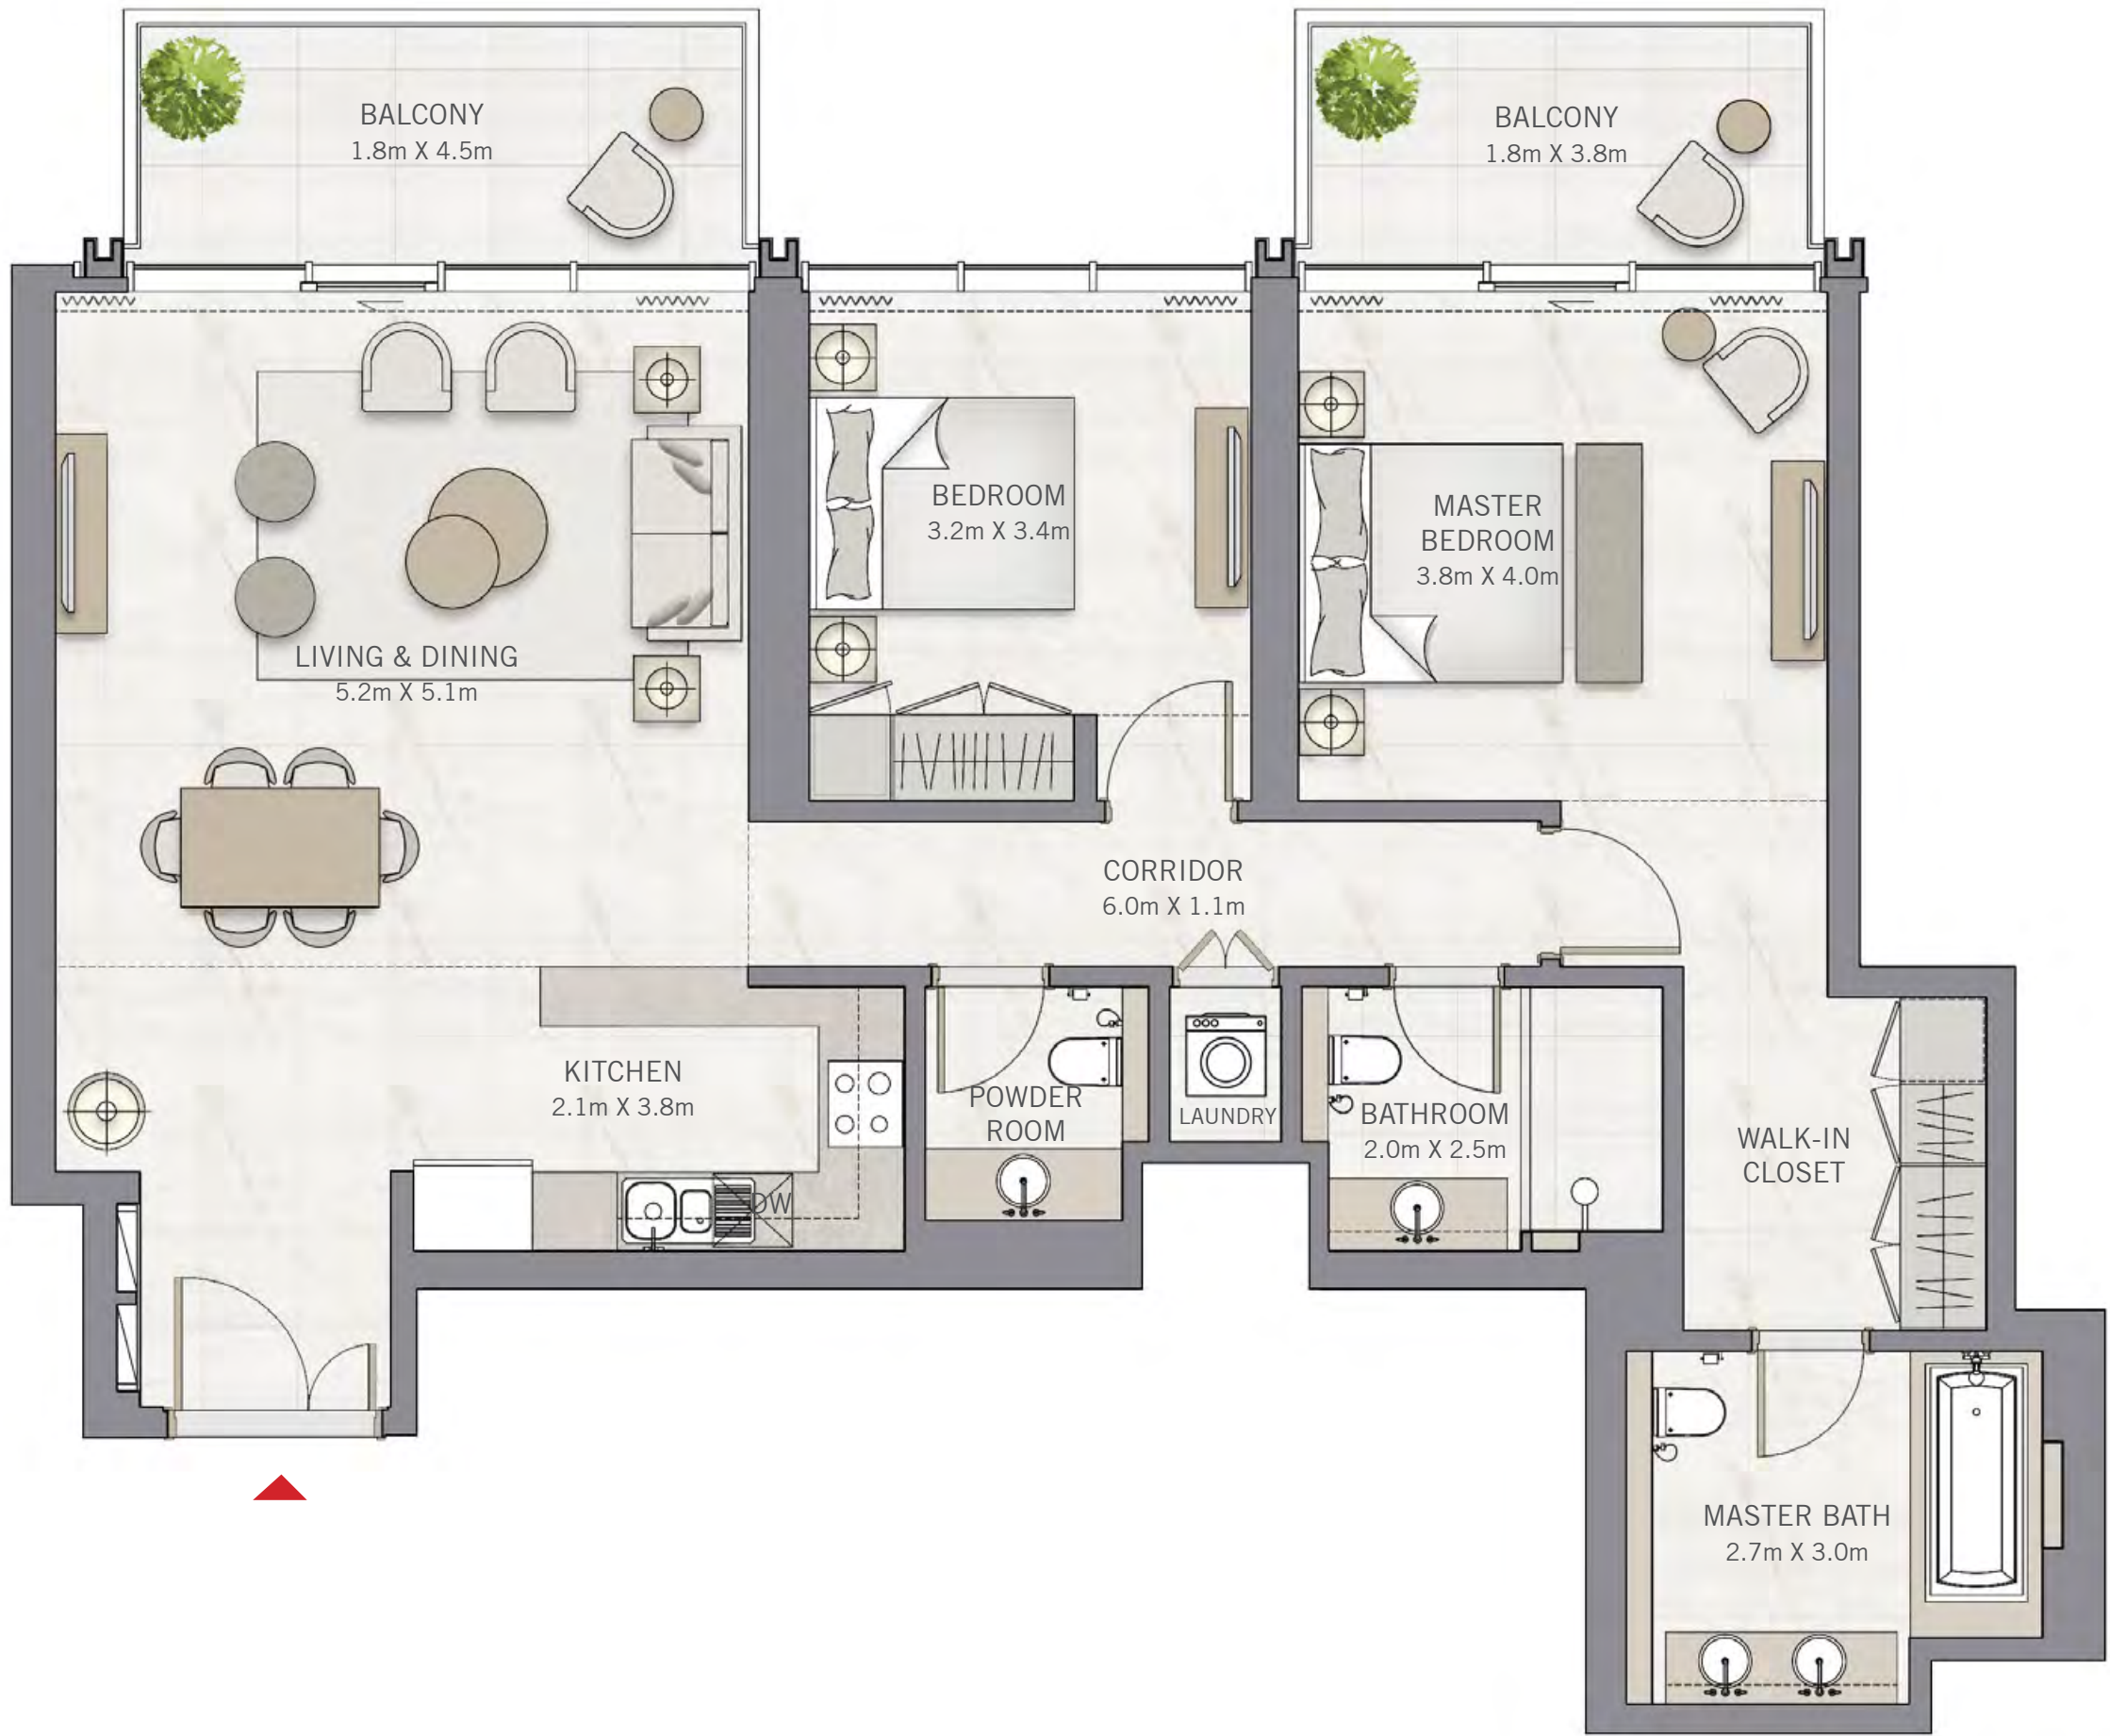 BALCONY
1.8m X 4.5m
BALCONY
1.8m X 3.8m
BEDROOM
3.2m X 3.4m
MASTER
BEDROOM
3.8m X 4.0m
LIVING & DINING
5.2m X 5.1m
CORRIDOR
6.0m X 1.1m
KITCHEN
2.1m X 3.8m
DW
POWDER
ROOM
LAUNDRY
BATHROOM
2.0m X 2.5m
WALK-IN
CLOSET
MASTER BATH
2.7m X 3.0m